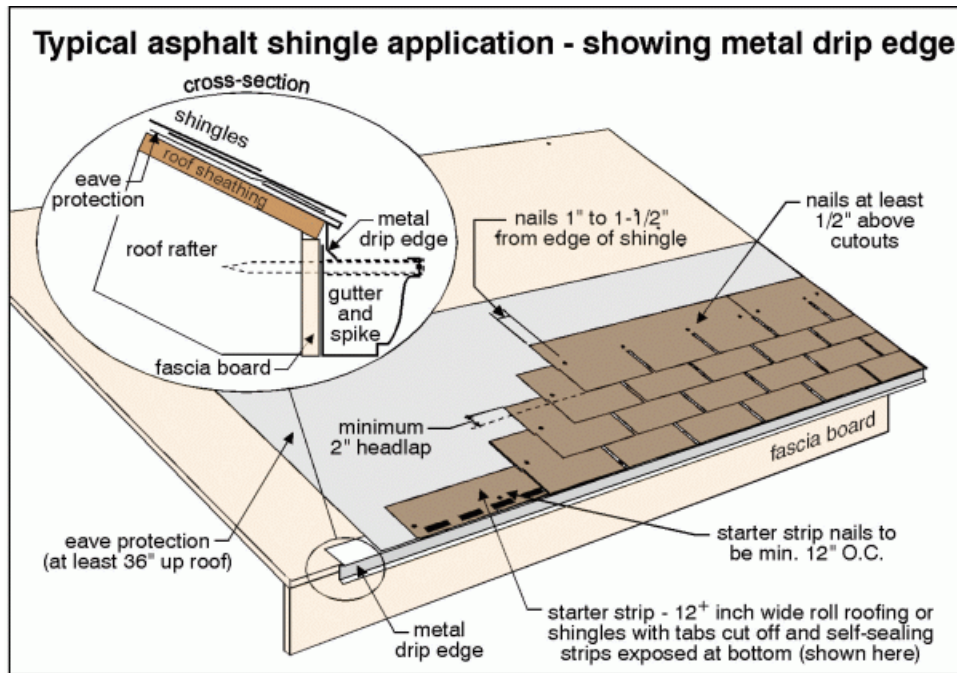 Typical asphalt shingle application - showing metal drip edge
cross-section
shingles
roof sheathing
eave
protection
roof rafter
metal
drip edge
gutter
and
spike
fascia board
nails 1" to 1-1/2"
from edge of shingle
nails at least
1/2" above
cutouts
minimum
2" headlap
fascia board
eave protection
(at least 36" up roof)
starter strip nails to
be min. 12" O.C.
metal
drip edge
starter strip - 12+ inch wide roll roofing or
shingles with tabs cut off and self-sealing
strips exposed at bottom (shown here)